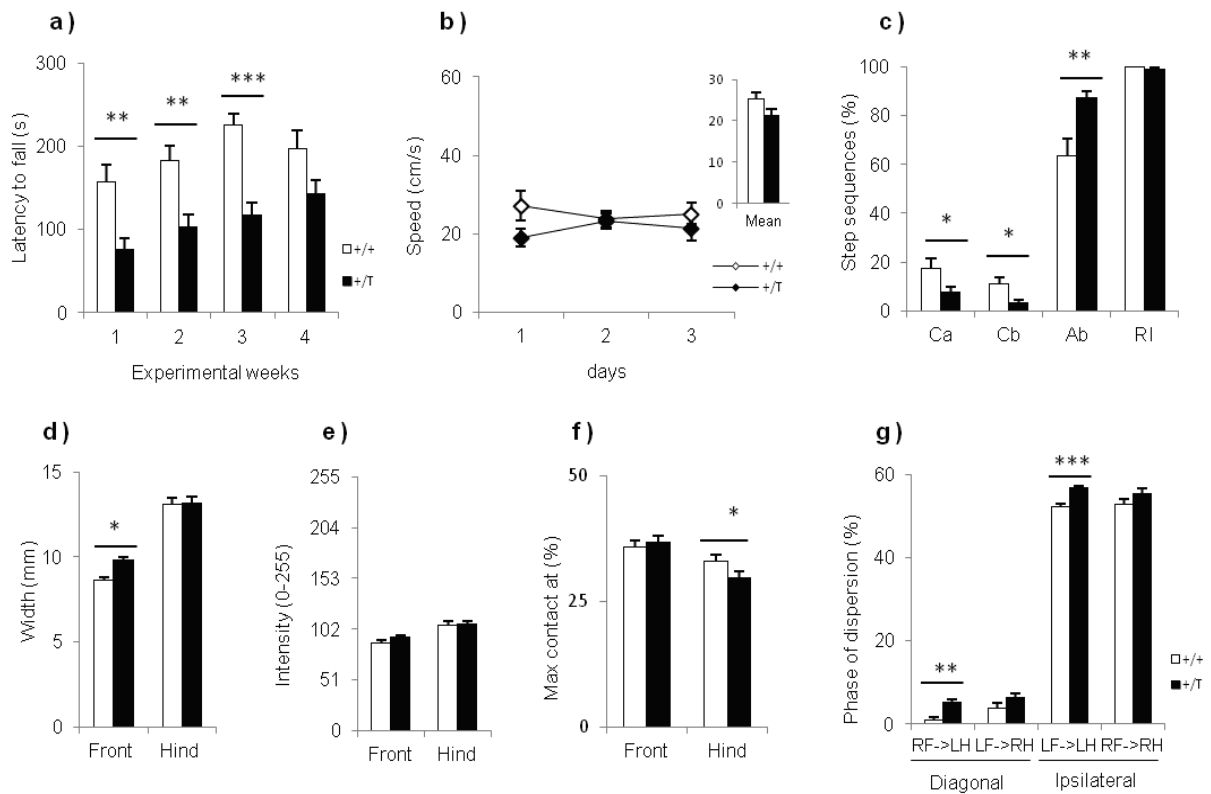 a)
300
200
100
0
Latency to fall (s)
**
**
***
1 2 3 4
Experimental weeks
+/+
+/T
b)
60
40
20
0
Speed (cm/s)
30
20
10
0
Mean
+/+
+/T
1 2 3
days
c)
100
80
60
40
20
0
Step sequences (%)
*
*
**
Ca Cb Ab RI
d)
15
10
5
0
Width (mm)
*
Front Hind
e)
255
204
153
102
51
0
Intensity (0-255)
Front Hind
f)
50
25
0
Max contact at (%)
*
Front Hind
g)
60
40
20
0
Phase of dispersion (%)
**
***
+/+
+/T
RF->LH LF->RH LF->LH RF->RH
Diagonal Ipsilateral